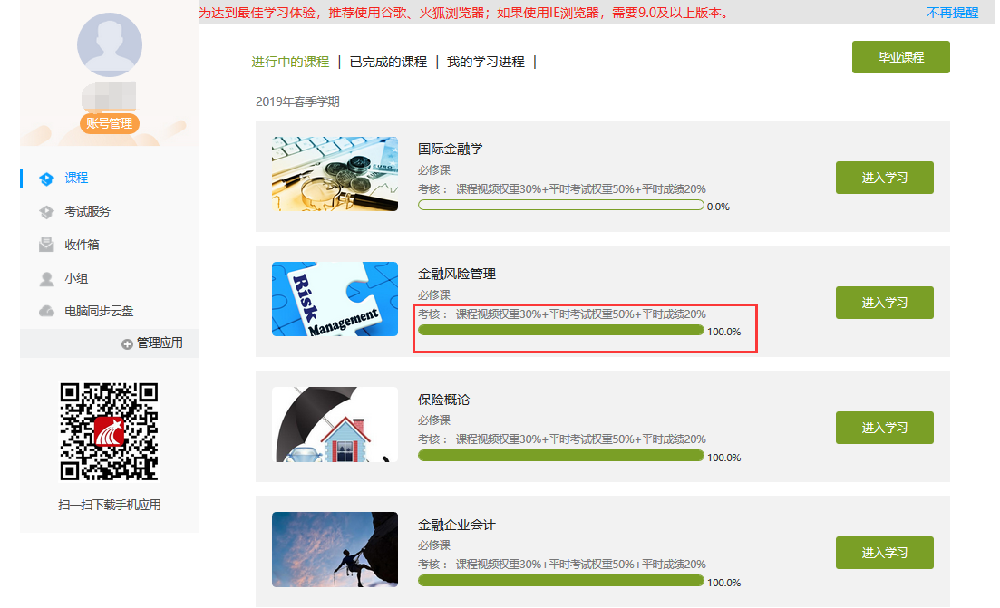 为达到最佳学习体验，推荐使用谷歌、火狐浏览器；如果使用IE浏览器，需要9.0及以上版本。 不再提醒
账号管理
课程
考试服务
收件箱
小组
电脑同步云盘
管理应用
扫一扫下载手机应用
进行中的课程 | 已完成的课程 | 我的学习进程 |
毕业课程
2019年春季学期
国际金融学
必修课
考核： 课程视频权重30%+平时考试权重50%+平时成绩20%
0.0%
进入学习
EURO
金融风险管理
必修课
考核： 课程视频权重30%+平时考试权重50%+平时成绩20%
100.0%
进入学习
Risk
Management
保险概论
必修课
考核： 课程视频权重30%+平时考试权重50%+平时成绩20%
100.0%
进入学习
金融企业会计
必修课
考核： 课程视频权重30%+平时考试权重50%+平时成绩20%
100.0%
进入学习